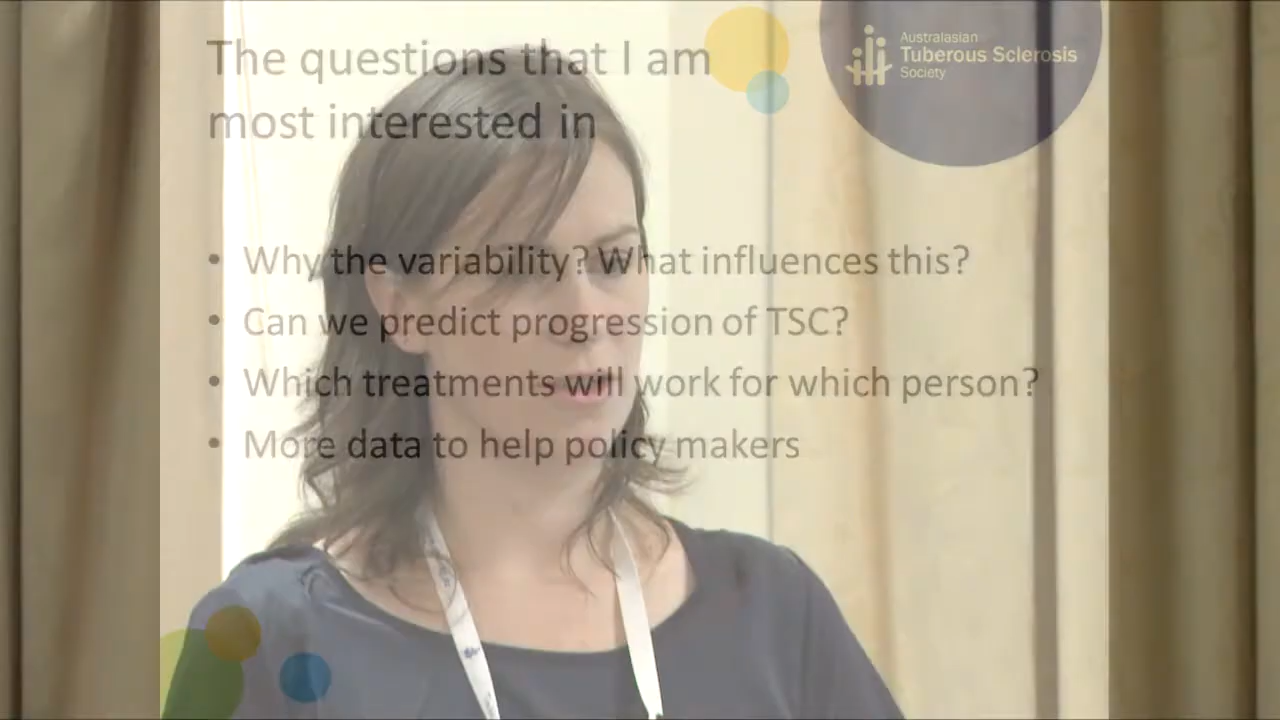 The questions that I am
most interested in
Australasian
Tuberous Sclerosis
Society
• Why the variability? What influences this?
• Can we predict progression of TSC?
• Which treatments will work for which person?
• More data to help policy makers